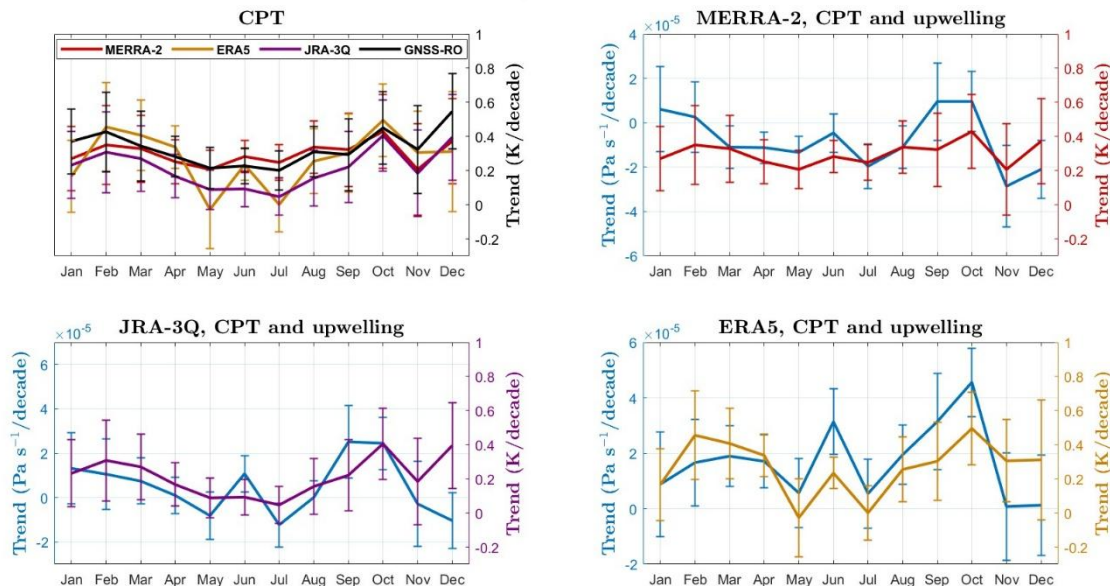 CPT
MERRA-2 ERA5 JRA-3Q GNSS-RO
1
0.8
0.6
0.4
0.2
0
-0.2
Trend (K/decade)
Jan Feb Mar Apr May Jun Jul Aug Sep Oct Nov Dec
MERRA-2, CPT and upwelling
×10⁻⁵
4
2
0
-2
-4
-6
Trend (Pa s⁻¹/decade)
1
0.8
0.6
0.4
0.2
0
-0.2
Trend (K/decade)
Jan Feb Mar Apr May Jun Jul Aug Sep Oct Nov Dec
JRA-3Q, CPT and upwelling
×10⁻⁵
6
4
2
0
-2
Trend (Pa s⁻¹/decade)
1
0.8
0.6
0.4
0.2
0
-0.2
Trend (K/decade)
Jan Feb Mar Apr May Jun Jul Aug Sep Oct Nov Dec
ERA5, CPT and upwelling
×10⁻⁵
6
4
2
0
-2
Trend (Pa s⁻¹/decade)
1
0.8
0.6
0.4
0.2
0
-0.2
Trend (K/decade)
Jan Feb Mar Apr May Jun Jul Aug Sep Oct Nov Dec